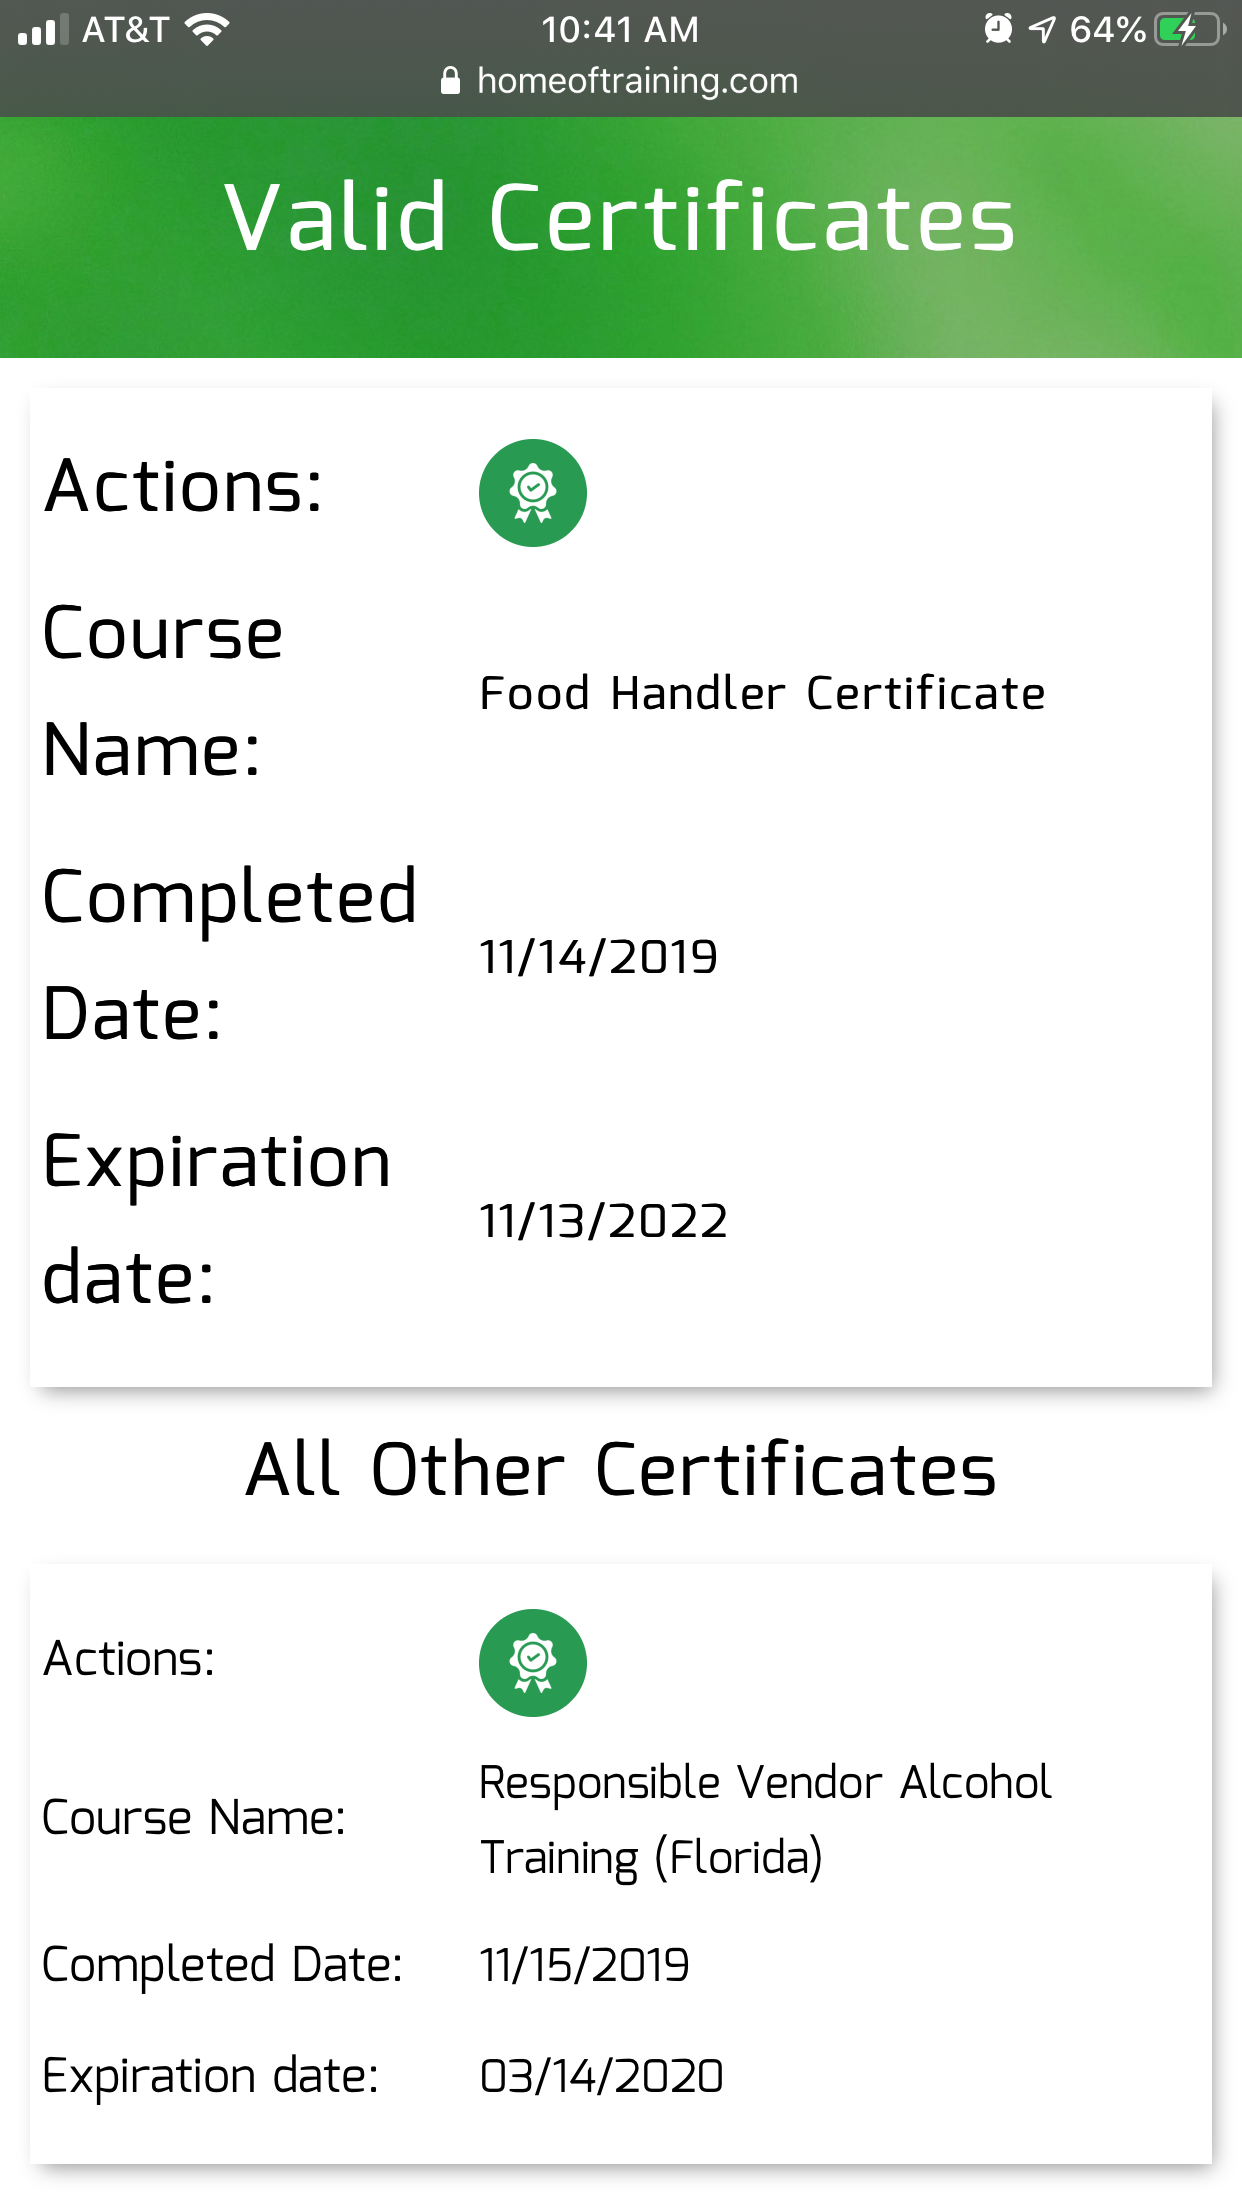 AT&T 10:41 AM 64%
homeoftraining.com
Valid Certificates
Actions:
Course
Name:
Food Handler Certificate
Completed
Date:
11/14/2019
Expiration
date:
11/13/2022
All Other Certificates
Actions:
Course Name:
Responsible Vendor Alcohol
Training (Florida)
Completed Date: 11/15/2019
Expiration date: 03/14/2020